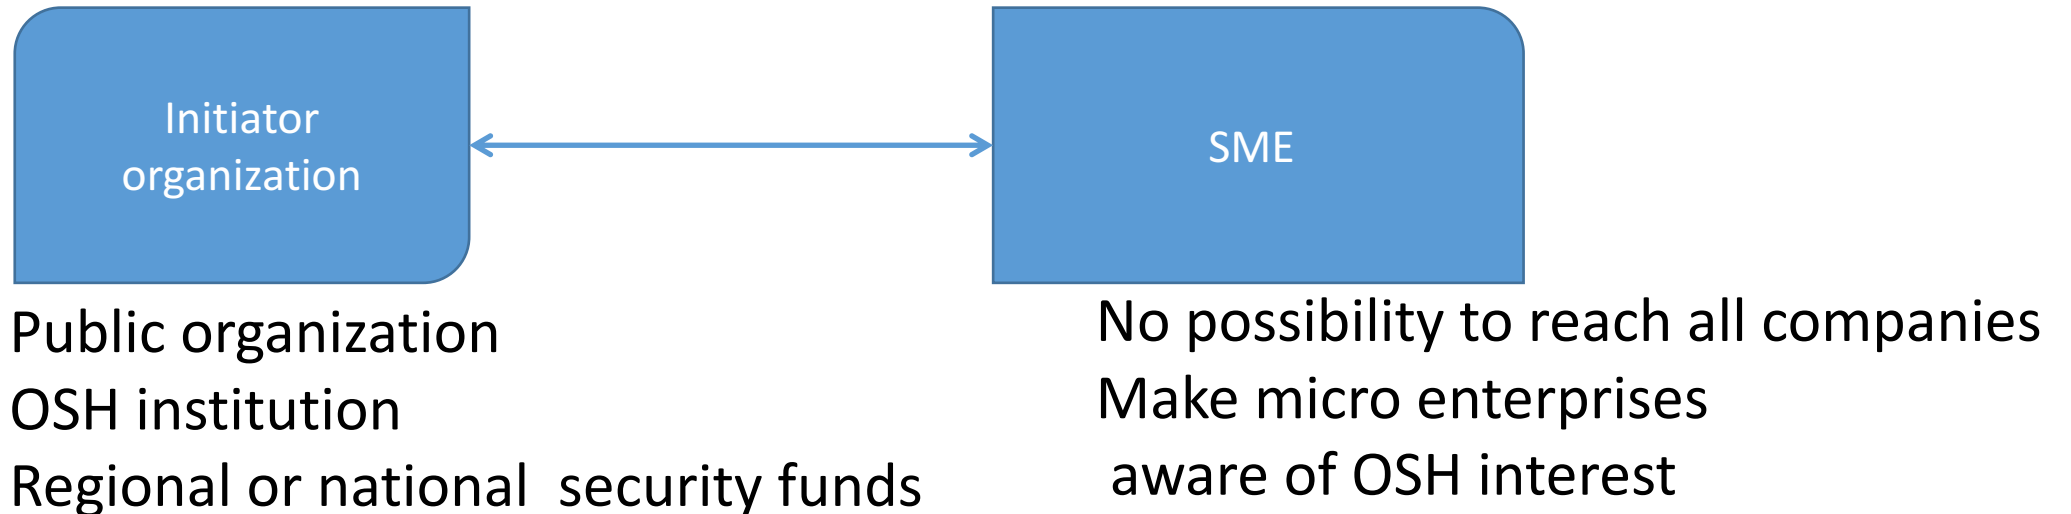 Initiator
organization
SME
Public organization
OSH institution
Regional or national  security funds
No possibility to reach all companies
Make micro enterprises
aware of OSH interest